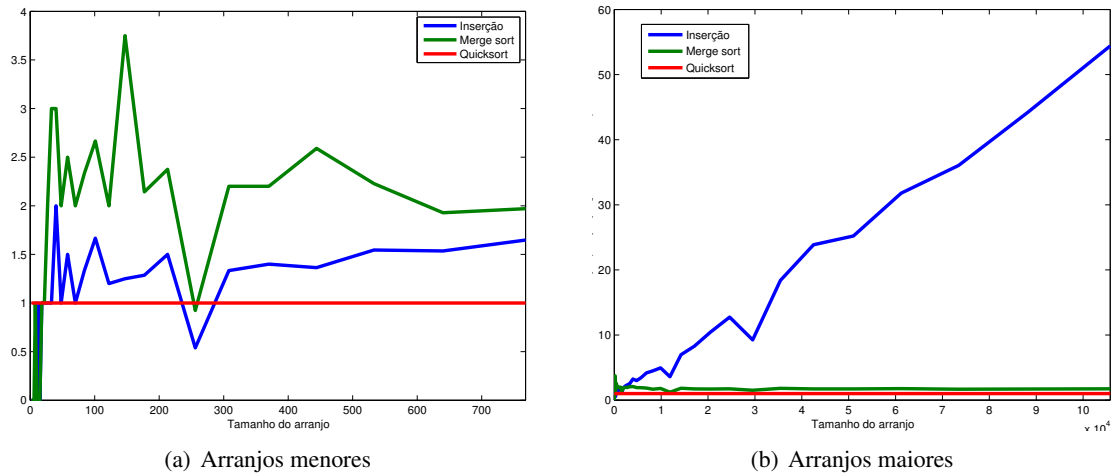 4
3.5
3
2.5
2
1.5
1
0.5
0
Inserção
Merge sort
Quicksort
0 100 200 300 400 500 600 700
Tamanho do arranjo
(a) Arranjos menores
60
50
40
30
20
10
0
Inserção
Merge sort
Quicksort
0 1 2 3 4 5 6 7 8 9 10
x 10⁴
Tamanho do arranjo
(b) Arranjos maiores